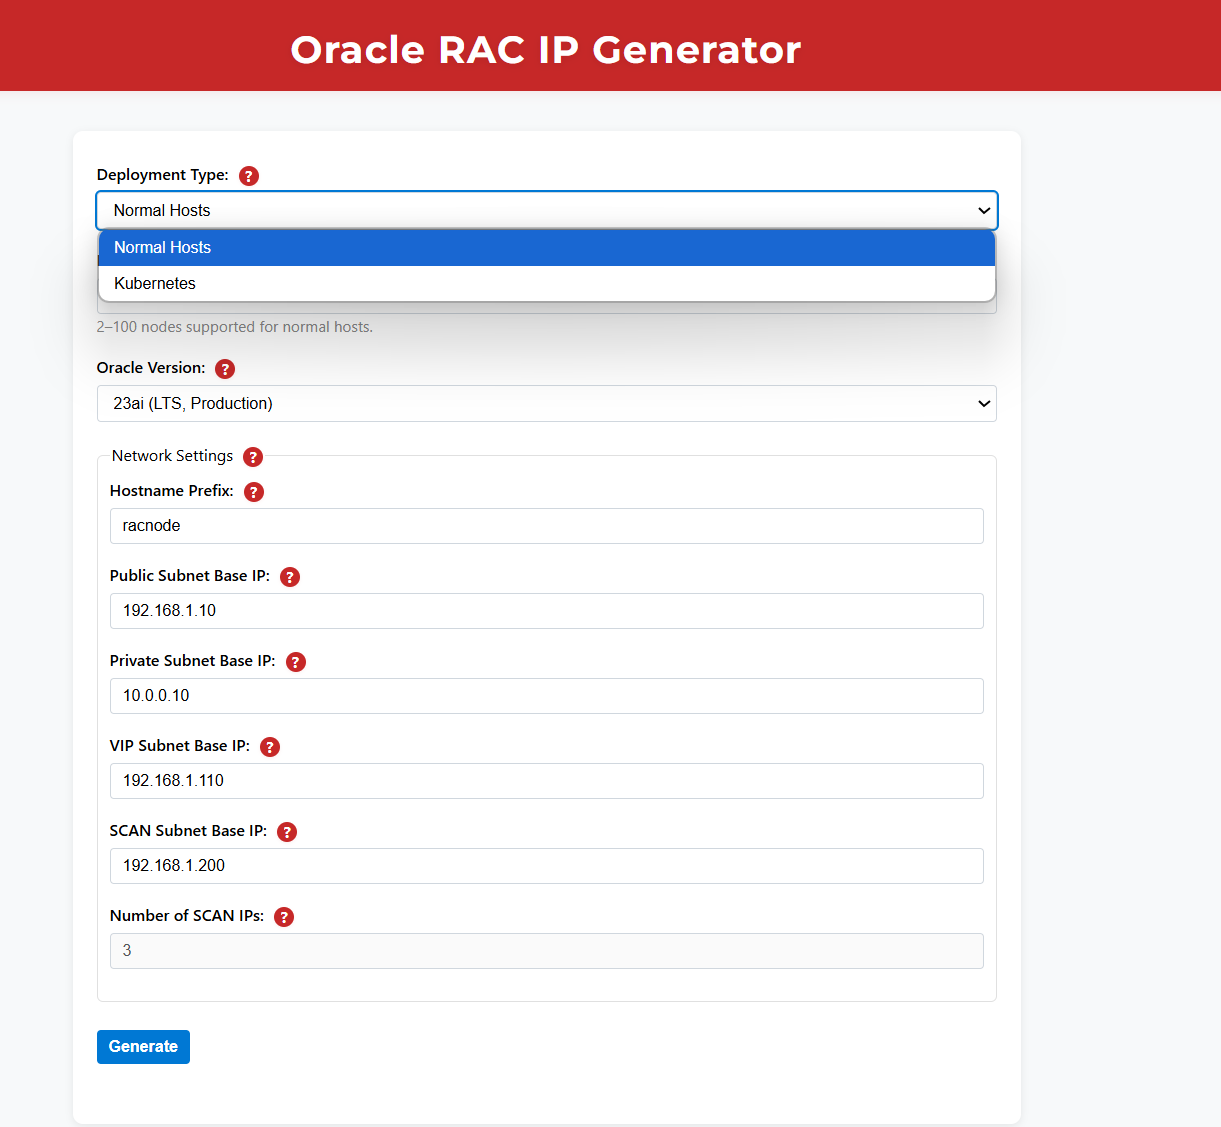 Oracle RAC IP Generator
Deployment Type: ?
Normal Hosts
Normal Hosts
Kubernetes
2–100 nodes supported for normal hosts.
Oracle Version: ?
23ai (LTS, Production)
Network Settings ?
Hostname Prefix: ?
racnode
Public Subnet Base IP: ?
192.168.1.10
Private Subnet Base IP: ?
10.0.0.10
VIP Subnet Base IP: ?
192.168.1.110
SCAN Subnet Base IP: ?
192.168.1.200
Number of SCAN IPs: ?
3
Generate